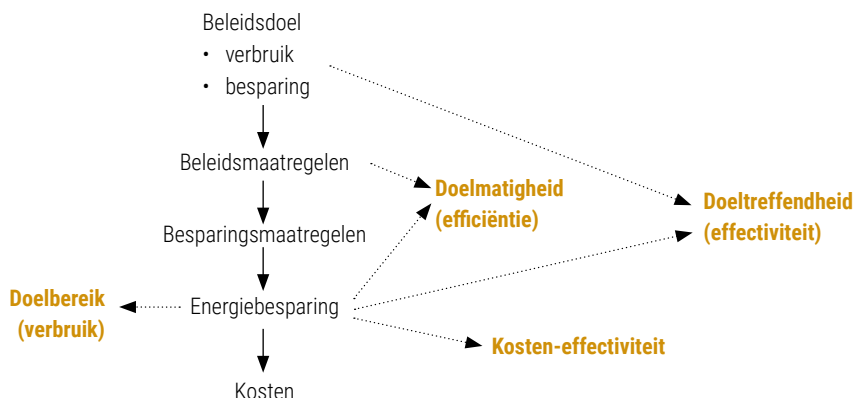 Beleidsdoel
• verbruik
• besparing
Beleidsmaatregelen
Doelmatigheid
(efficiëntie)
Doeltreffendheid
(effectiviteit)
Besparingsmaatregelen
Doelbereik
(verbruik)
Energiebesparing
Kosten-effectiviteit
Kosten